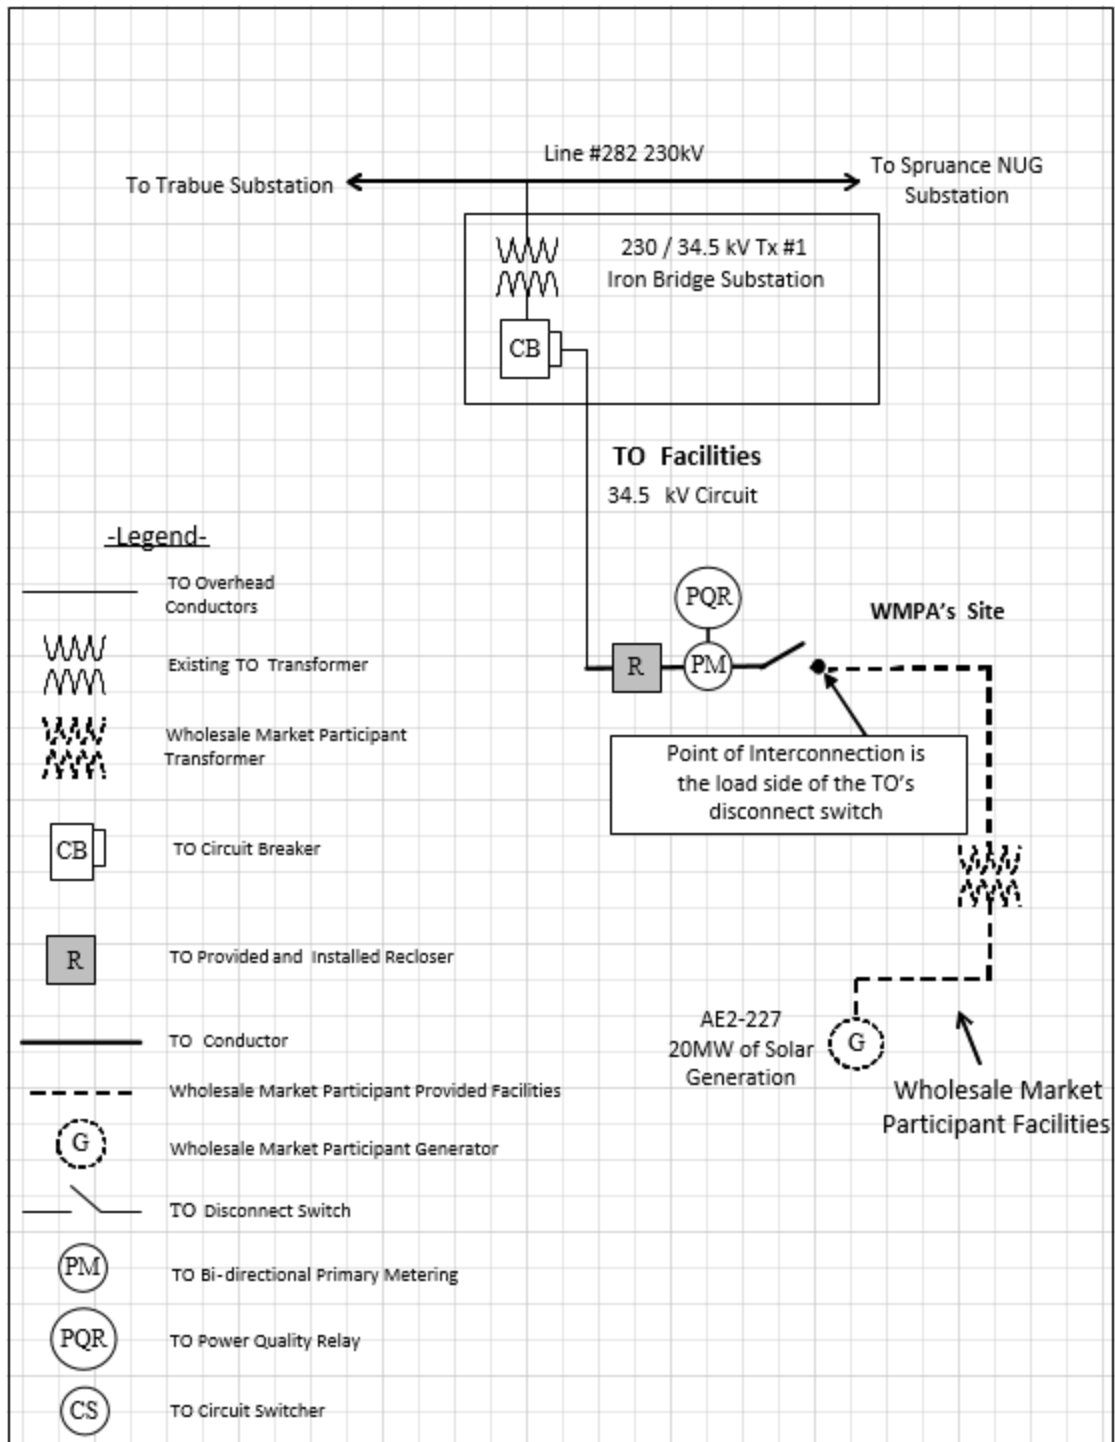 Line #282 230kV
To Trabue Substation
To Spruance NUG
Substation
230 / 34.5 kV Tx #1
Iron Bridge Substation
CB
TO Facilities
34.5 kV Circuit
PQR
WMPA's Site
R
PM
Point of Interconnection is
the load side of the TO's
disconnect switch
AE2-227
20MW of Solar
Generation
G
Wholesale Market
Participant Facilities
-Legend-
TO Overhead
Conductors
Existing TO Transformer
Wholesale Market Participant
Transformer
CB
TO Circuit Breaker
R
TO Provided and Installed Recloser
TO Conductor
Wholesale Market Participant Provided Facilities
G
Wholesale Market Participant Generator
TO Disconnect Switch
PM
TO Bi-directional Primary Metering
PQR
TO Power Quality Relay
CS
TO Circuit Switcher